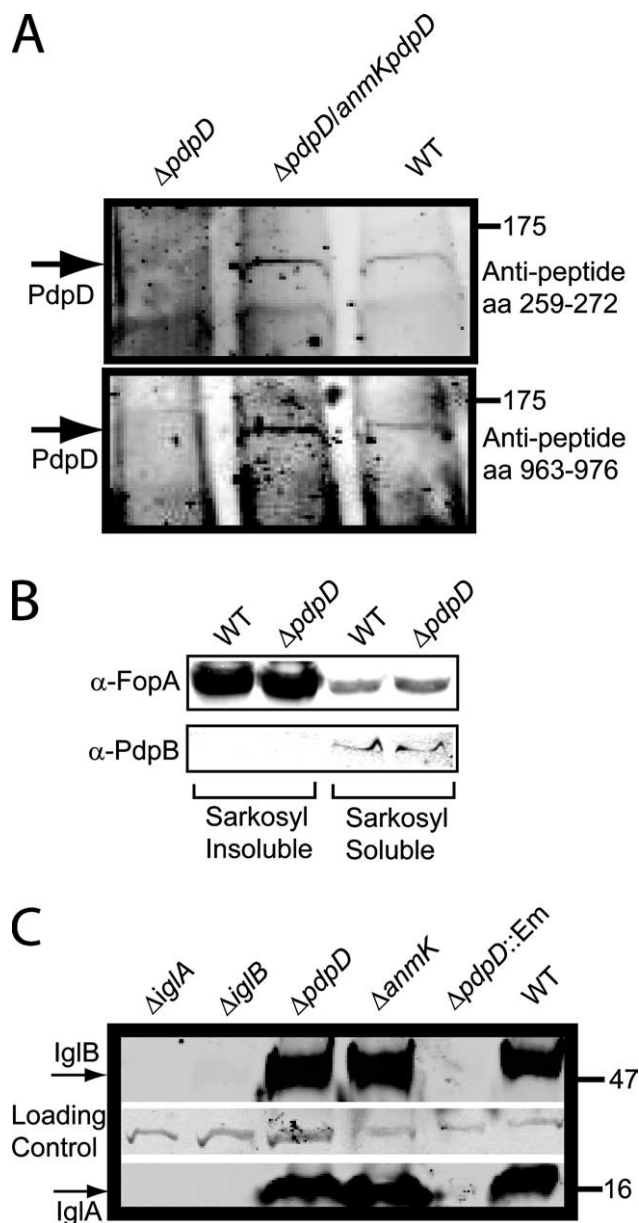 A
ΔpdpD
ΔpdpD/anmKpdpD
WT
175
PdpD
Anti-peptide
aa 259-272
175
PdpD
Anti-peptide
aa 963-976
B
WT
ΔpdpD
WT
ΔpdpD
α-FopA
α-PdpB
Sarkosyl
Insoluble
Sarkosyl
Soluble
C
ΔiglA
ΔiglB
ΔpdpD
ΔanmK
ΔpdpD::Em
WT
IglB
47
Loading
Control
16
IglA